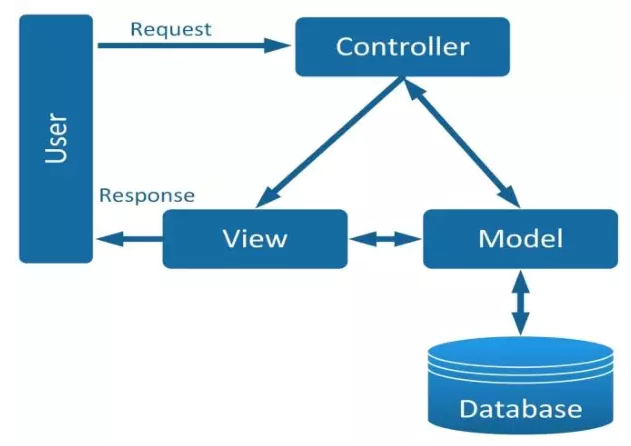 Request
Controller
User
Response
View
Model
Database